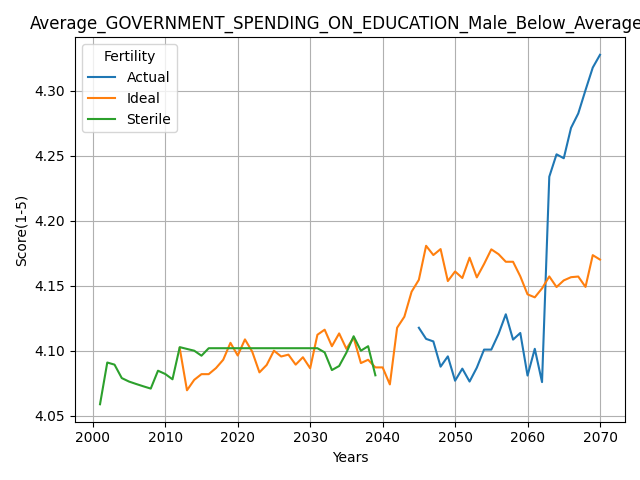 Average_GOVERNMENT_SPENDING_ON_EDUCATION_Male_Below_Average
Fertility
Actual
Ideal
Sterile
Score(1-5)
4.30
4.25
4.20
4.15
4.10
4.05
2000 2010 2020 2030 2040 2050 2060 2070
Years